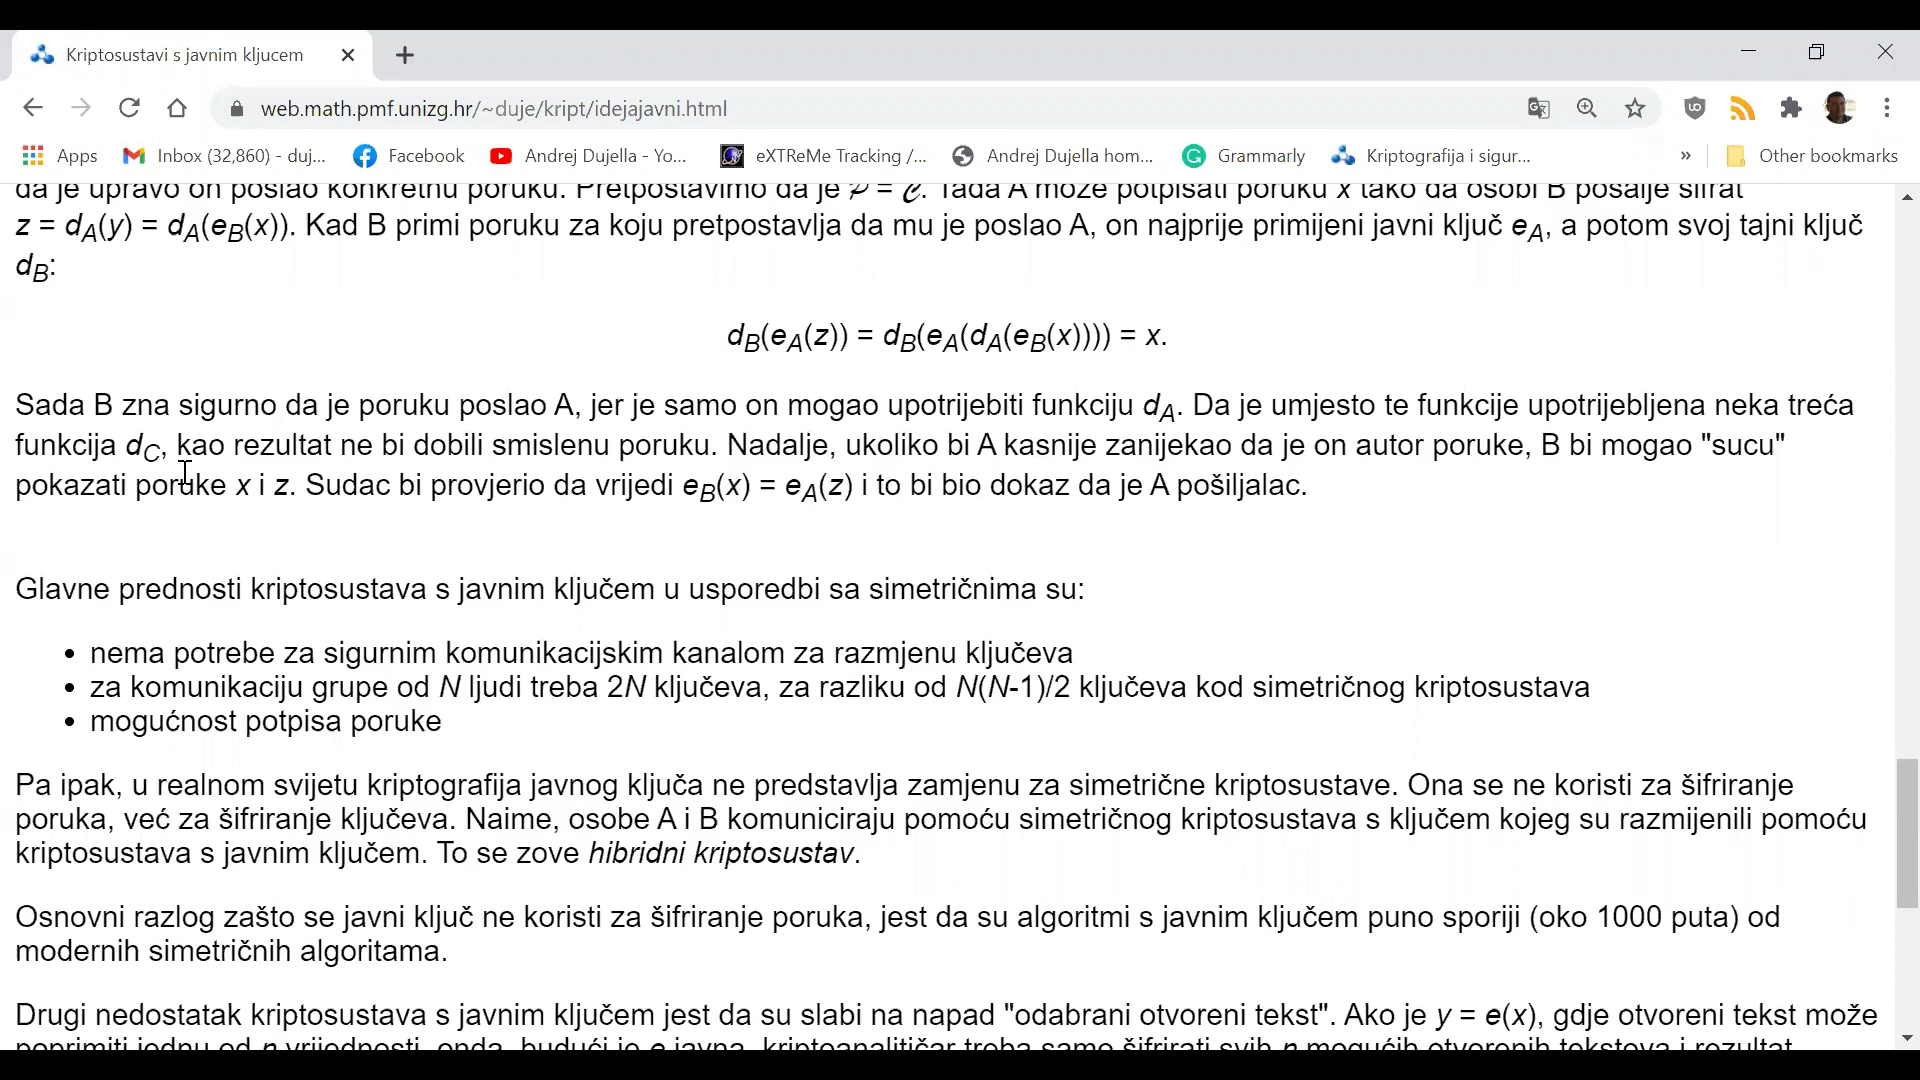 Kriptosustavi s javnim kljucem
web.math.pmf.unizg.hr/~duje/kript/idejajavni.html
Apps
Inbox (32,860) - duj...
Facebook
Andrej Dujella - Yo...
eXTReMe Tracking /...
Andrej Dujella hom...
Grammarly
Kriptografija i sigur...
»
Other bookmarks
da je upravo on poslao konkretnu poruku. Pretpostavimo da je 𝒫 = 𝒞. Tada A može potpisati poruku x tako da osobi B pošalje šifrat
z = dA(y) = dA(eB(x)). Kad B primi poruku za koju pretpostavlja da mu je poslao A, on najprije primijeni javni ključ eA, a potom svoj tajni ključ
dB:
dB(eA(z)) = dB(eA(dA(eB(x)))) = x.
Sada B zna sigurno da je poruku poslao A, jer je samo on mogao upotrijebiti funkciju dA. Da je umjesto te funkcije upotrijebljena neka treća
funkcija dC, kao rezultat ne bi dobili smislenu poruku. Nadalje, ukoliko bi A kasnije zanijekao da je on autor poruke, B bi mogao "sucu"
pokazati poruke x i z. Sudac bi provjerio da vrijedi eB(x) = eA(z) i to bi bio dokaz da je A pošiljalac.
Glavne prednosti kriptosustava s javnim ključem u usporedbi sa simetričnima su:
• nema potrebe za sigurnim komunikacijskim kanalom za razmjenu ključeva
• za komunikaciju grupe od N ljudi treba 2N ključeva, za razliku od N(N-1)/2 ključeva kod simetričnog kriptosustava
• mogućnost potpisa poruke
Pa ipak, u realnom svijetu kriptografija javnog ključa ne predstavlja zamjenu za simetrične kriptosustave. Ona se ne koristi za šifriranje
poruka, već za šifriranje ključeva. Naime, osobe A i B komuniciraju pomoću simetričnog kriptosustava s ključem kojeg su razmijenili pomoću
kriptosustava s javnim ključem. To se zove hibridni kriptosustav.
Osnovni razlog zašto se javni ključ ne koristi za šifriranje poruka, jest da su algoritmi s javnim ključem puno sporiji (oko 1000 puta) od
modernih simetričnih algoritama.
Drugi nedostatak kriptosustava s javnim ključem jest da su slabi na napad "odabrani otvoreni tekst". Ako je y = e(x), gdje otvoreni tekst može
poprimiti jednu od n vrijednosti, onda, budući je e javna, kriptoanalitičar treba samo šifrirati svih n mogućih otvorenih tekstova i rezultat